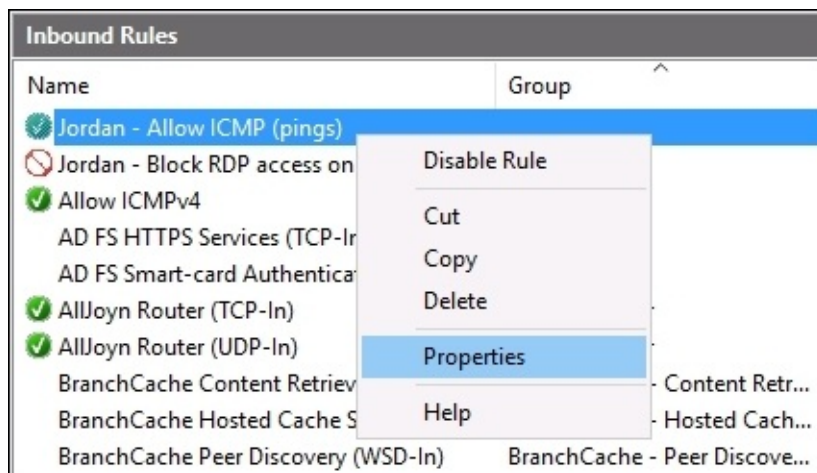 Inbound Rules
Name Group
Jordan - Allow ICMP (pings)
Disable Rule
Jordan - Block RDP access on
Allow ICMPv4
Cut
AD FS HTTPS Services (TCP-Ir
Copy
AD FS Smart-card Authentica
Delete
AllJoyn Router (TCP-In)
AllJoyn Router (UDP-In)
Properties
BranchCache Content Retriev - Content Retr...
BranchCache Hosted Cache S Help - Hosted Cach...
BranchCache Peer Discovery (WSD-In) BranchCache - Peer Discove...